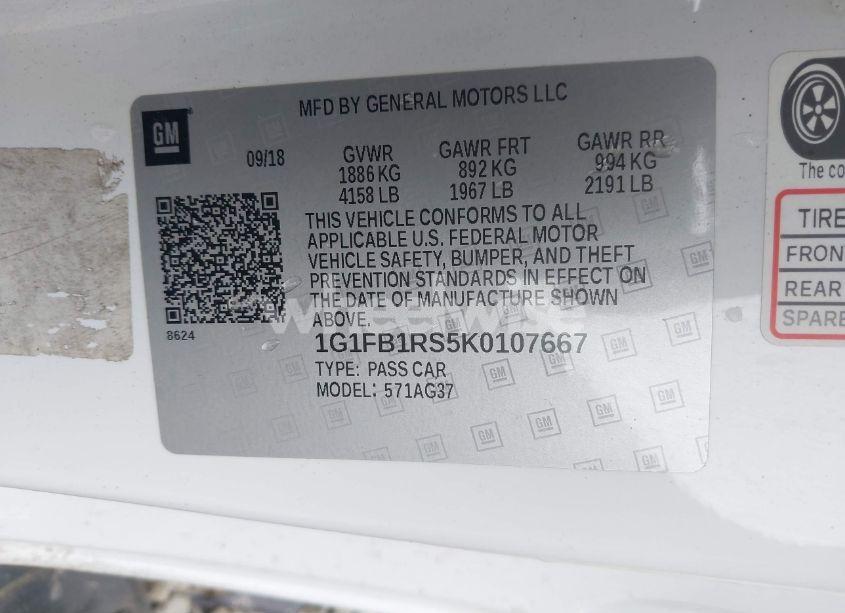 MFD BY GENERAL MOTORS LLC
GM
09/18
GVWR GAWR FRT GAWR RR
1886 KG 892 KG 994 KG
4158 LB 1967 LB 2191 LB
THIS VEHICLE CONFORMS TO ALL
APPLICABLE U.S. FEDERAL MOTOR
VEHICLE SAFETY, BUMPER, AND THEFT
PREVENTION STANDARDS IN EFFECT ON
THE DATE OF MANUFACTURE SHOWN
ABOVE.
8624
1G1FB1RS5K0107667
TYPE: PASS CAR
MODEL: 571AG37
The co
TIRE
FRON
REAR
SPARE